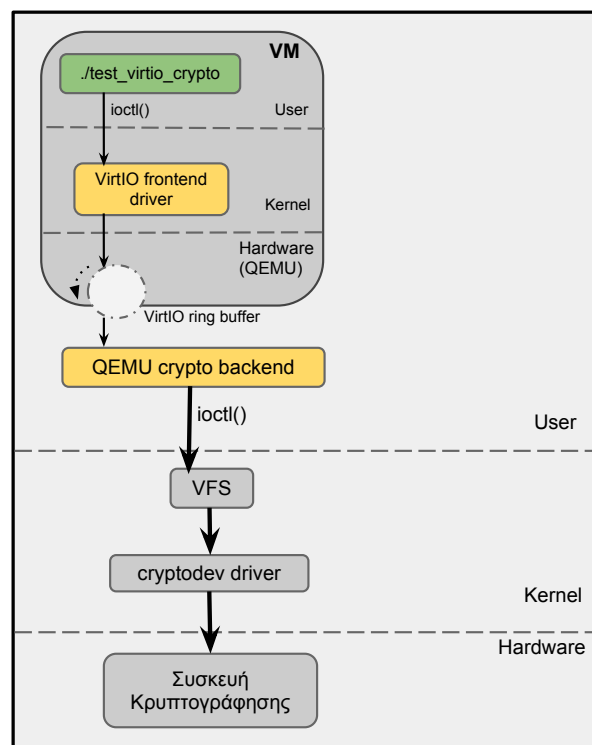 VM
./test_virtio_crypto
ioctl()
User
VirtIO frontend
driver
Kernel
Hardware
(QEMU)
VirtIO ring buffer
QEMU crypto backend
ioctl()
User
VFS
cryptodev driver
Kernel
Hardware
Συσκευή
Κρυπτογράφησης